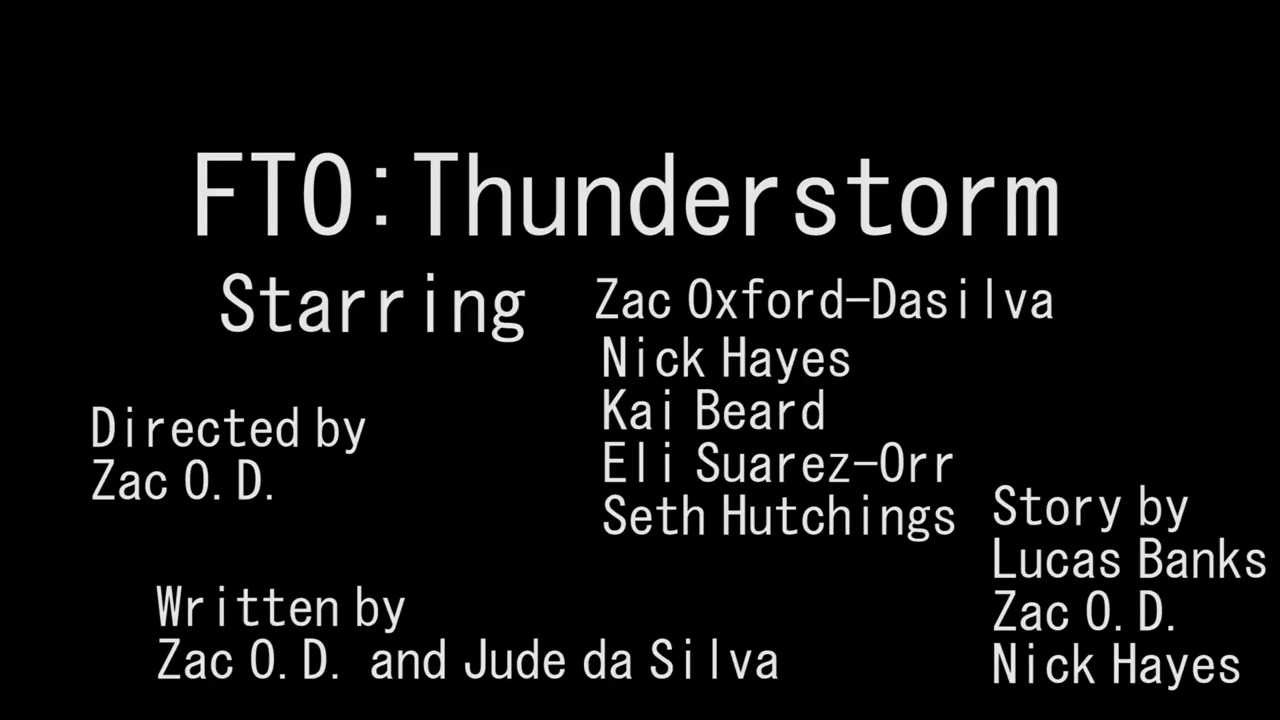 FTO:Thunderstorm
Starring
Zac Oxford-Dasilva
Nick Hayes
Kai Beard
Eli Suarez-Orr
Seth Hutchings
Directed by
Zac O.D.
Written by
Zac O.D. and Jude da Silva
Story by
Lucas Banks
Zac O.D.
Nick Hayes